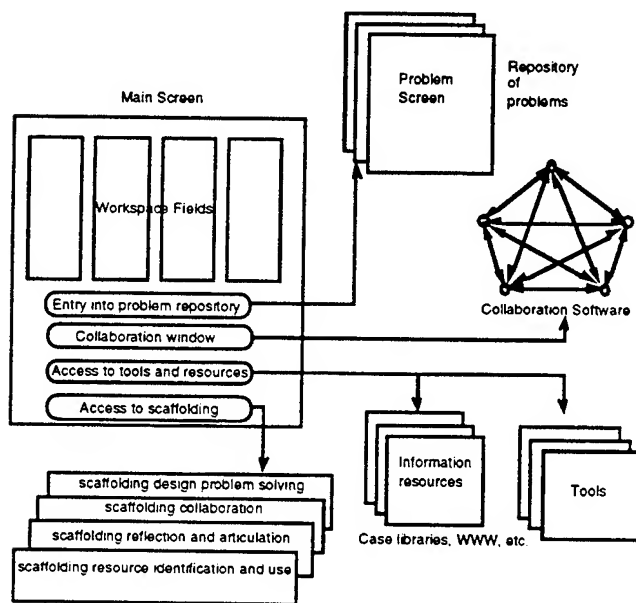 Main Screen
Workspace Fields
Entry into problem repository
Collaboration window
Access to tools and resources
Access to scaffolding
Problem
Screen
Repository
of
problems
Collaboration Software
Information
resources
Case libraries, WWW, etc.
Tools
scaffolding design problem solving
scaffolding collaboration
scaffolding reflection and articulation
scaffolding resource identification and use